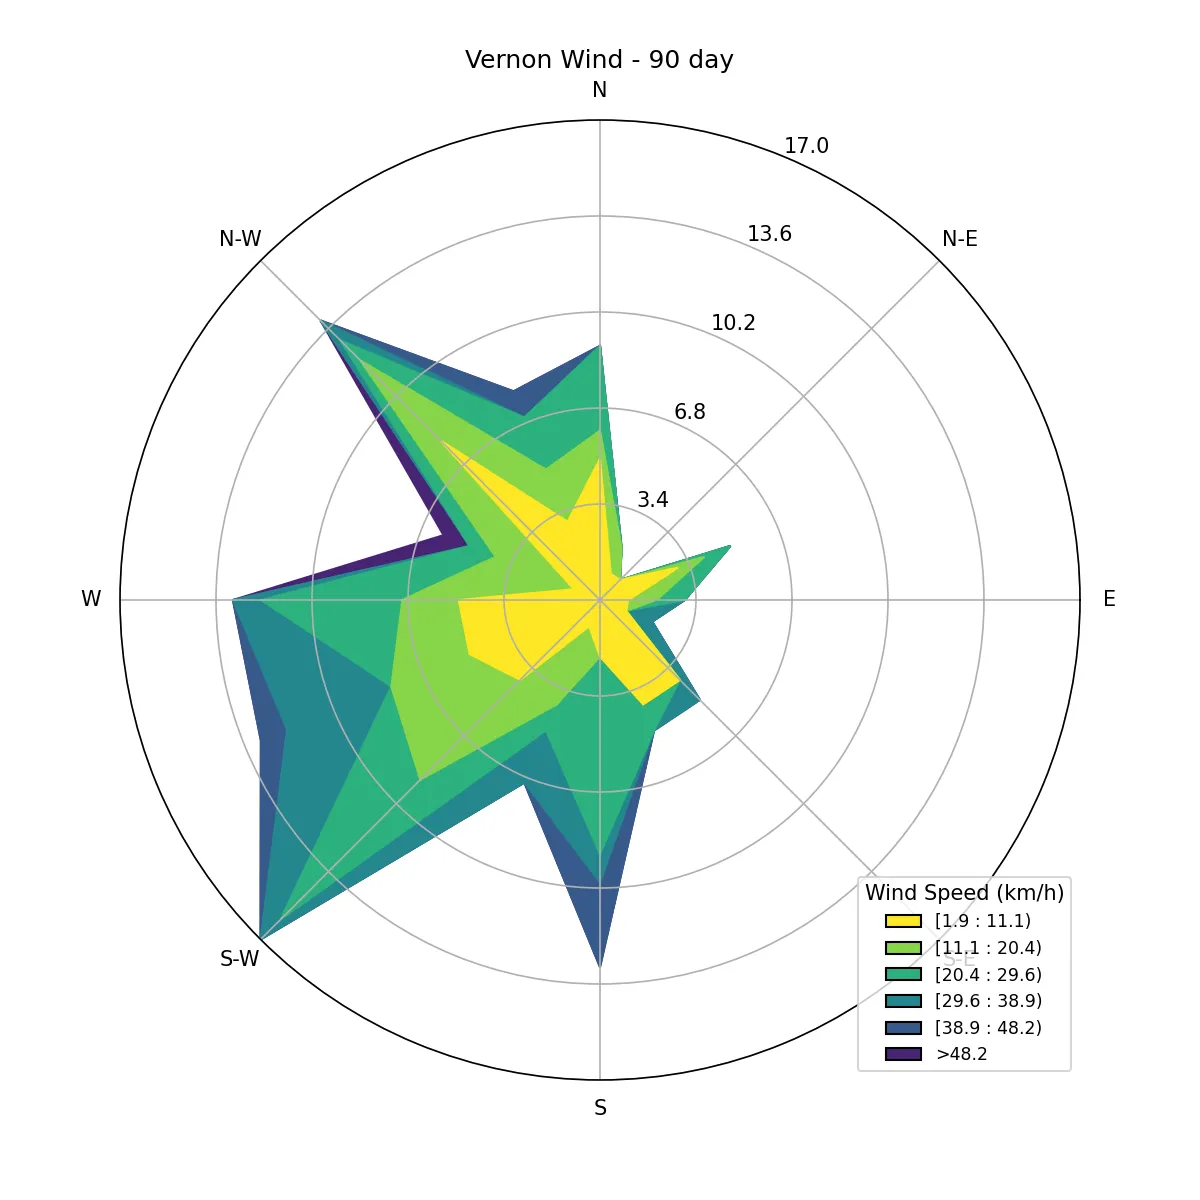 Vernon Wind - 90 day
N
17.0
N-W
13.6
N-E
10.2
6.8
3.4
W
E
S-W
S-E
Wind Speed (km/h)
[1.9 : 11.1)
[11.1 : 20.4)
[20.4 : 29.6)
[29.6 : 38.9)
[38.9 : 48.2)
>48.2
S